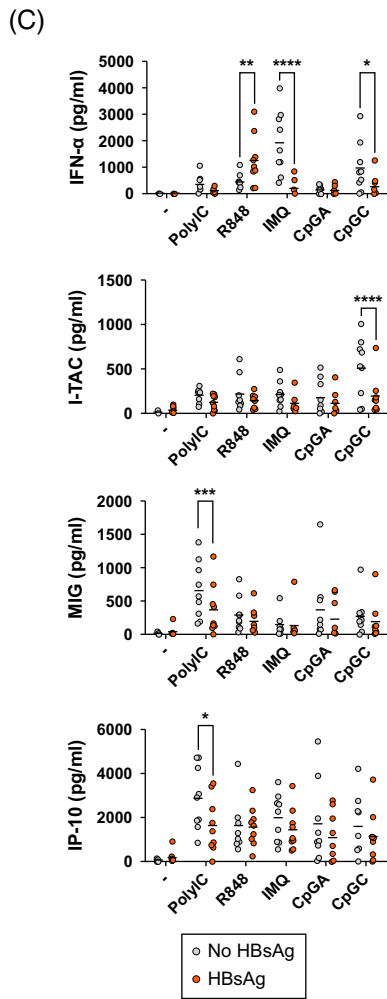 (C)
IFN-α (pg/ml)
5000
4000
3000
2000
1000
0
** **** *
- PolyIC R848 IMQ CpGA CpGC
I-TAC (pg/ml)
1500
1000
500
0
****
- PolyIC R848 IMQ CpGA CpGC
MIG (pg/ml)
2000
1500
1000
500
0
***
- PolyIC R848 IMQ CpGA CpGC
IP-10 (pg/ml)
6000
4000
2000
0
*
- PolyIC R848 IMQ CpGA CpGC
No HBsAg
HBsAg